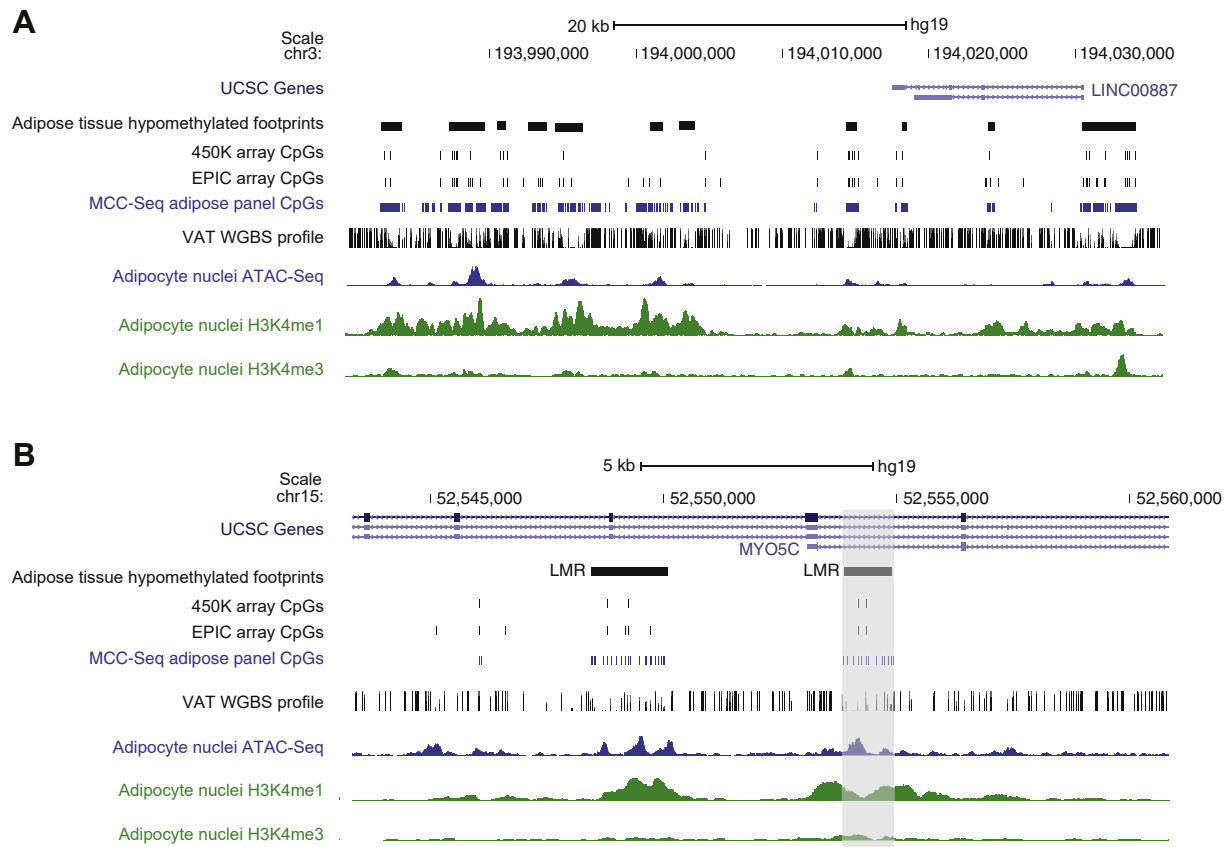 A
20 kb hg19
Scale
chr3: 193,990,000 194,000,000 194,010,000 194,020,000 194,030,000
UCSC Genes LINC00887
Adipose tissue hypomethylated footprints
450K array CpGs
EPIC array CpGs
MCC-Seq adipose panel CpGs
VAT WGBS profile
Adipocyte nuclei ATAC-Seq
Adipocyte nuclei H3K4me1
Adipocyte nuclei H3K4me3
B
5 kb hg19
Scale
chr15: 52,545,000 52,550,000 52,555,000 52,560,000
UCSC Genes
MYO5C
Adipose tissue hypomethylated footprints LMR LMR
450K array CpGs
EPIC array CpGs
MCC-Seq adipose panel CpGs
VAT WGBS profile
Adipocyte nuclei ATAC-Seq
Adipocyte nuclei H3K4me1
Adipocyte nuclei H3K4me3